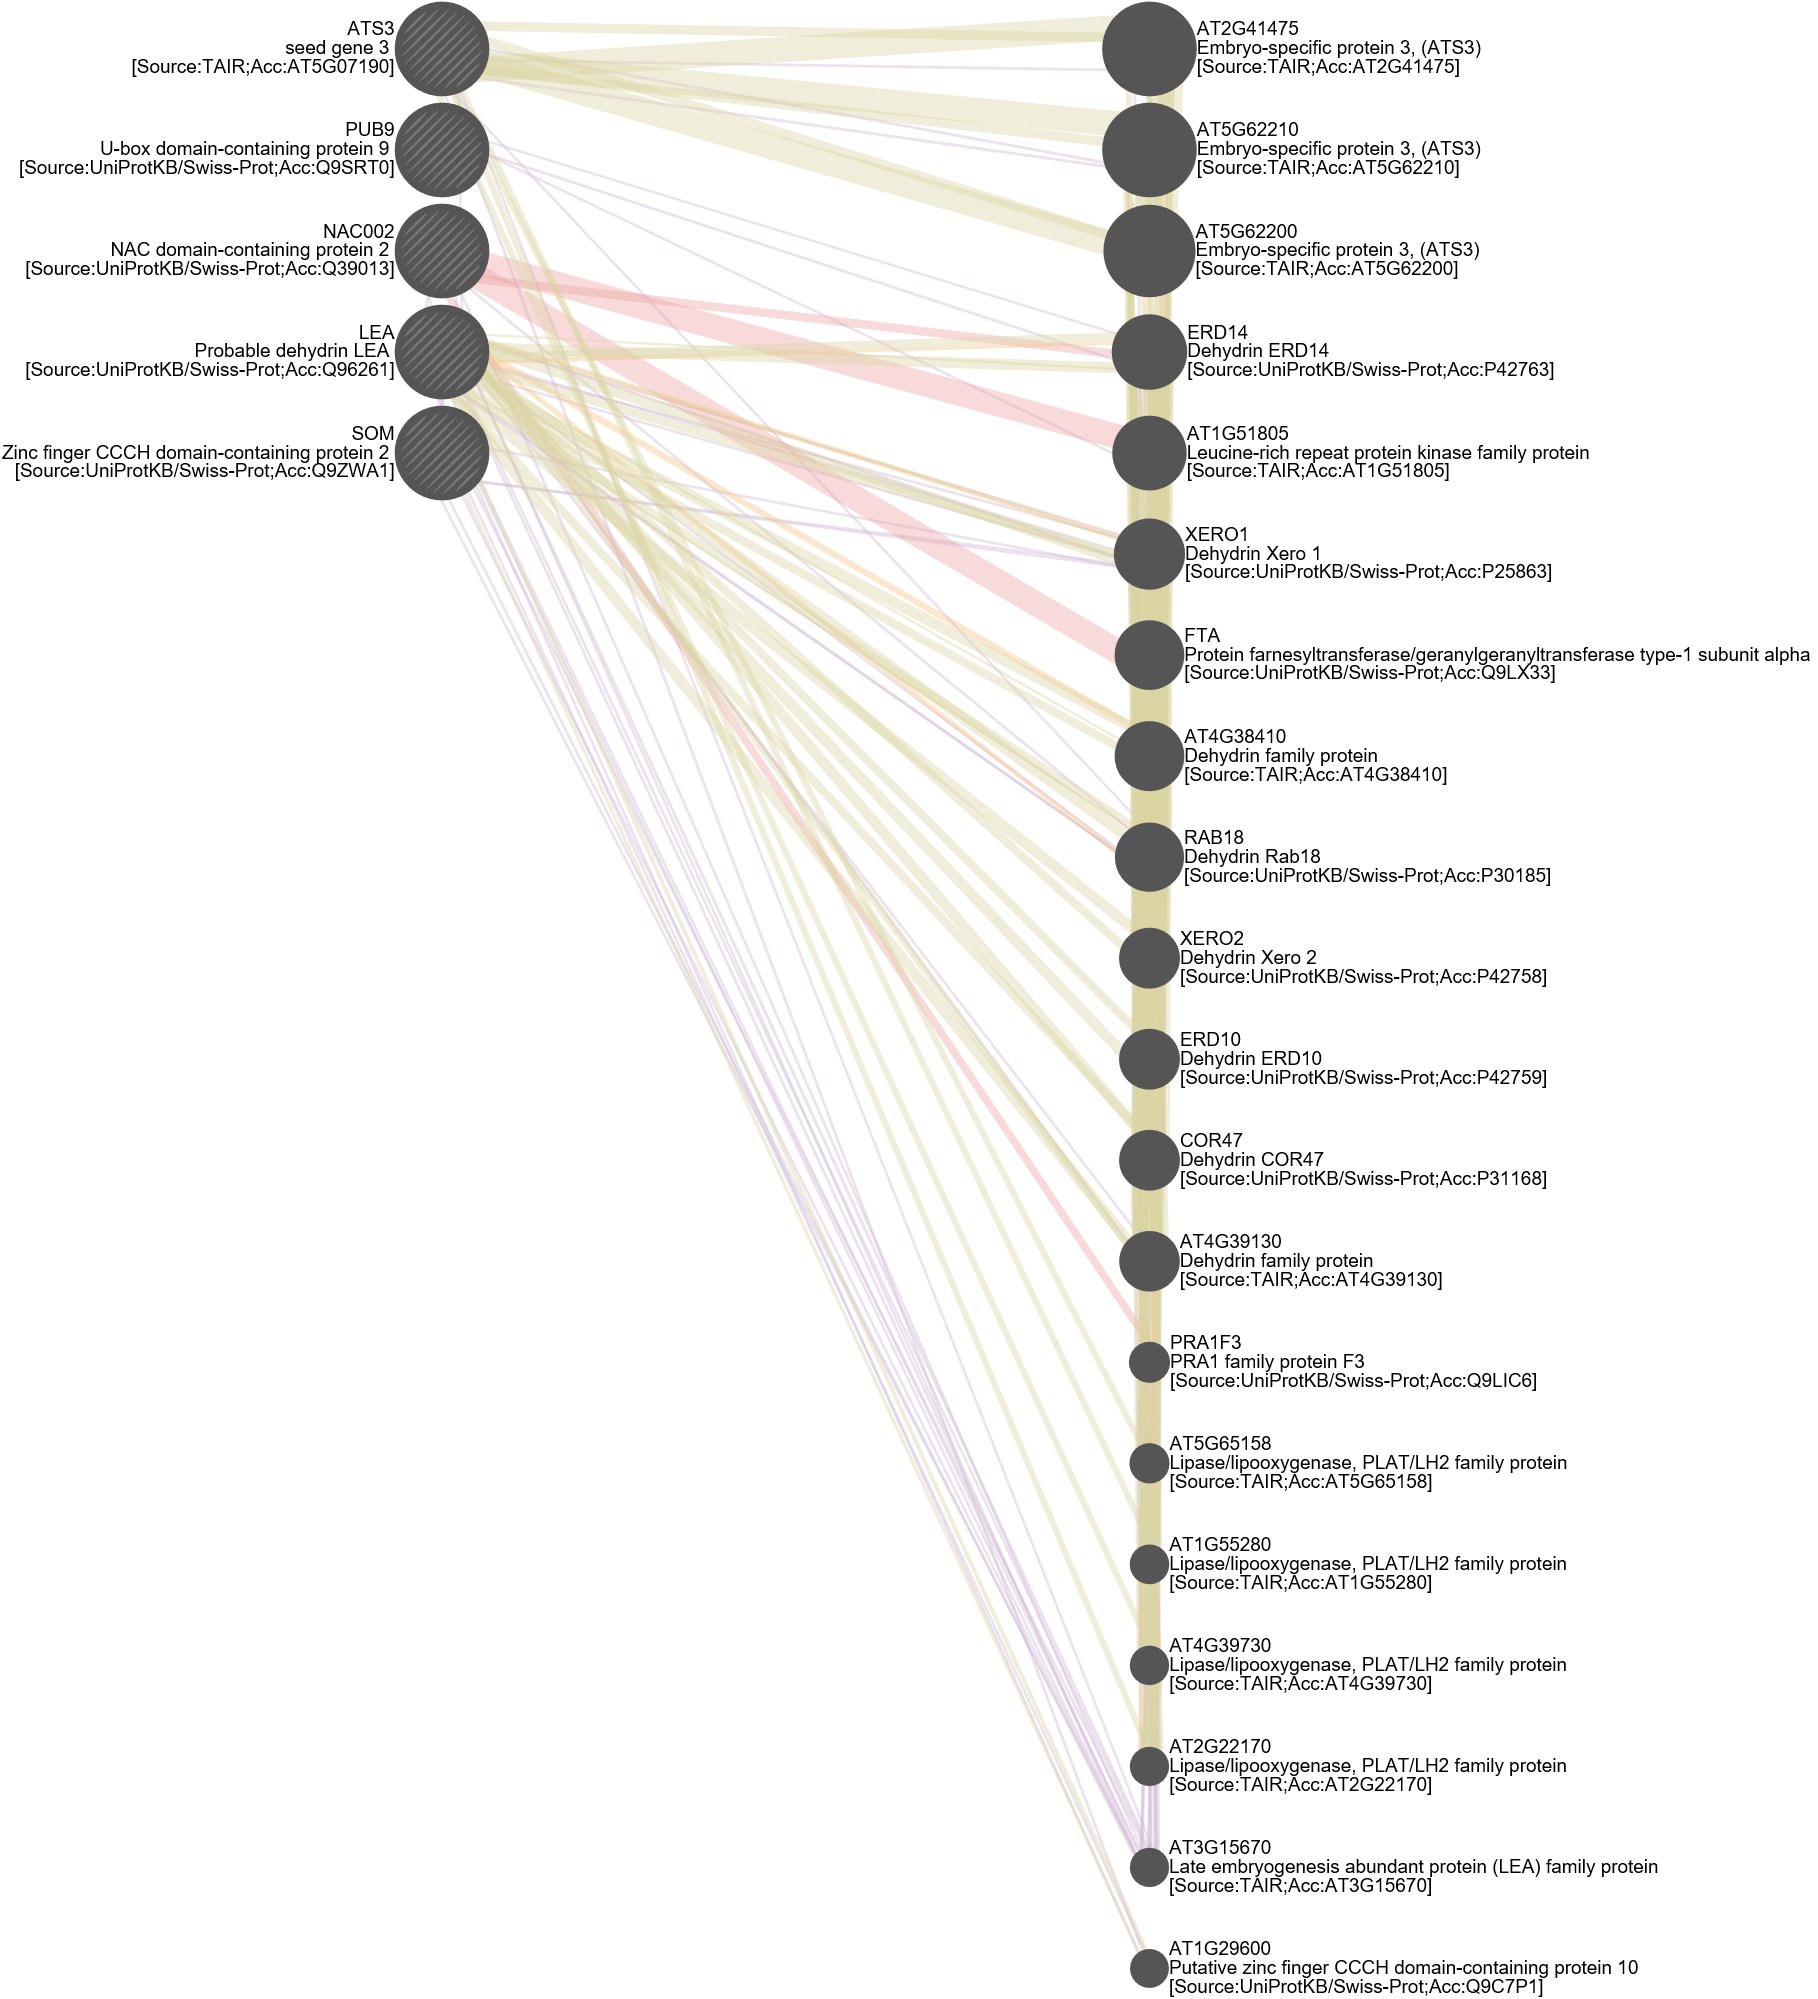 ATS3
seed gene 3
[Source:TAIR;Acc:AT5G07190]
PUB9
U-box domain-containing protein 9
[Source:UniProtKB/Swiss-Prot;Acc:Q9SRT0]
NAC002
NAC domain-containing protein 2
[Source:UniProtKB/Swiss-Prot;Acc:Q39013]
LEA
Probable dehydrin LEA
[Source:UniProtKB/Swiss-Prot;Acc:Q96261]
SOM
Zinc finger CCCH domain-containing protein 2
[Source:UniProtKB/Swiss-Prot;Acc:Q9ZWA1]
AT2G41475
Embryo-specific protein 3, (ATS3)
[Source:TAIR;Acc:AT2G41475]
AT5G62210
Embryo-specific protein 3, (ATS3)
[Source:TAIR;Acc:AT5G62210]
AT5G62200
Embryo-specific protein 3, (ATS3)
[Source:TAIR;Acc:AT5G62200]
ERD14
Dehydrin ERD14
[Source:UniProtKB/Swiss-Prot;Acc:P42763]
AT1G51805
Leucine-rich repeat protein kinase family protein
[Source:TAIR;Acc:AT1G51805]
XERO1
Dehydrin Xero 1
[Source:UniProtKB/Swiss-Prot;Acc:P25863]
FTA
Protein farnesyltransferase/geranylgeranyltransferase type-1 subunit alpha
[Source:UniProtKB/Swiss-Prot;Acc:Q9LX33]
AT4G38410
Dehydrin family protein
[Source:TAIR;Acc:AT4G38410]
RAB18
Dehydrin Rab18
[Source:UniProtKB/Swiss-Prot;Acc:P30185]
XERO2
Dehydrin Xero 2
[Source:UniProtKB/Swiss-Prot;Acc:P42758]
ERD10
Dehydrin ERD10
[Source:UniProtKB/Swiss-Prot;Acc:P42759]
COR47
Dehydrin COR47
[Source:UniProtKB/Swiss-Prot;Acc:P31168]
AT4G39130
Dehydrin family protein
[Source:TAIR;Acc:AT4G39130]
PRA1F3
PRA1 family protein F3
[Source:UniProtKB/Swiss-Prot;Acc:Q9LIC6]
AT5G65158
Lipase/lipooxygenase, PLAT/LH2 family protein
[Source:TAIR;Acc:AT5G65158]
AT1G55280
Lipase/lipooxygenase, PLAT/LH2 family protein
[Source:TAIR;Acc:AT1G55280]
AT4G39730
Lipase/lipooxygenase, PLAT/LH2 family protein
[Source:TAIR;Acc:AT4G39730]
AT2G22170
Lipase/lipooxygenase, PLAT/LH2 family protein
[Source:TAIR;Acc:AT2G22170]
AT3G15670
Late embryogenesis abundant protein (LEA) family protein
[Source:TAIR;Acc:AT3G15670]
AT1G29600
Putative zinc finger CCCH domain-containing protein 10
[Source:UniProtKB/Swiss-Prot;Acc:Q9C7P1]